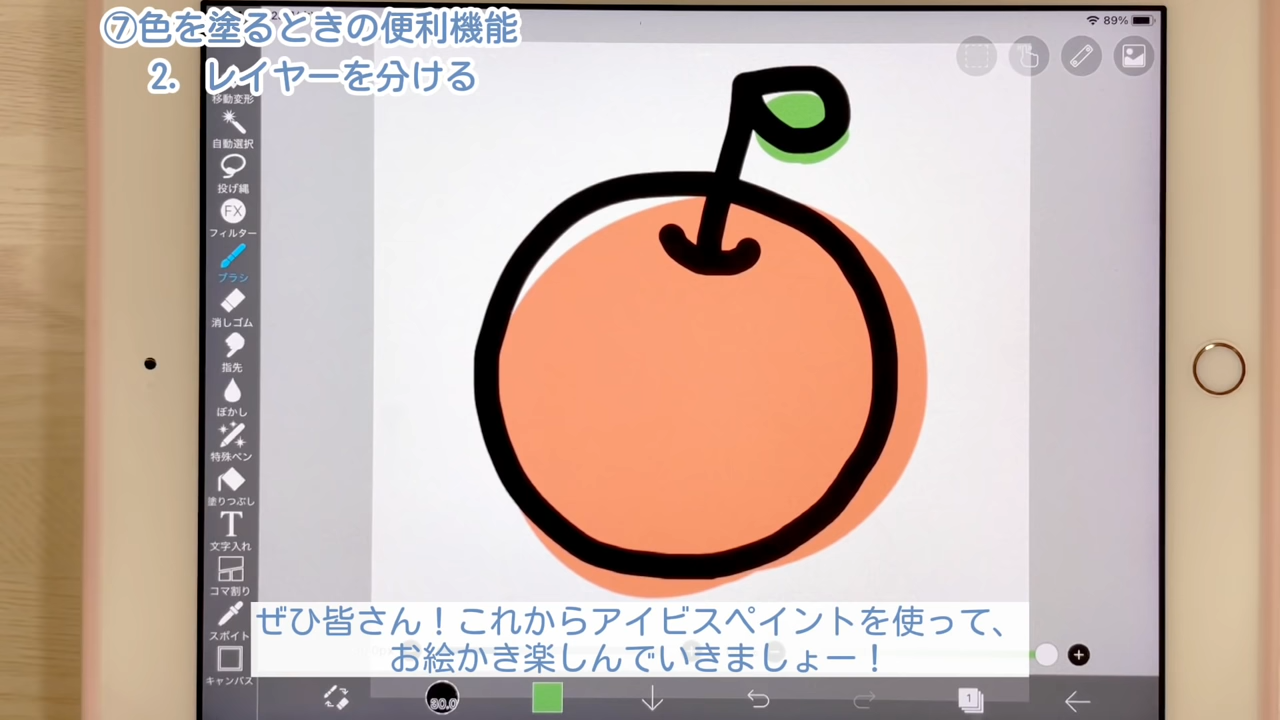 ⑦色を塗るときの便利機能
2. レイヤーを分ける
89%
移動変形
自動選択
投げ縄
FX
フィルター
ブラシ
消しゴム
指先
ぼかし
特殊ペン
塗りつぶし
T
文字入れ
コマ割り
スポイト
キャンバス
ぜひ皆さん！これからアイビスペイントを使って、
お絵かき楽しんでいきましょー！
1